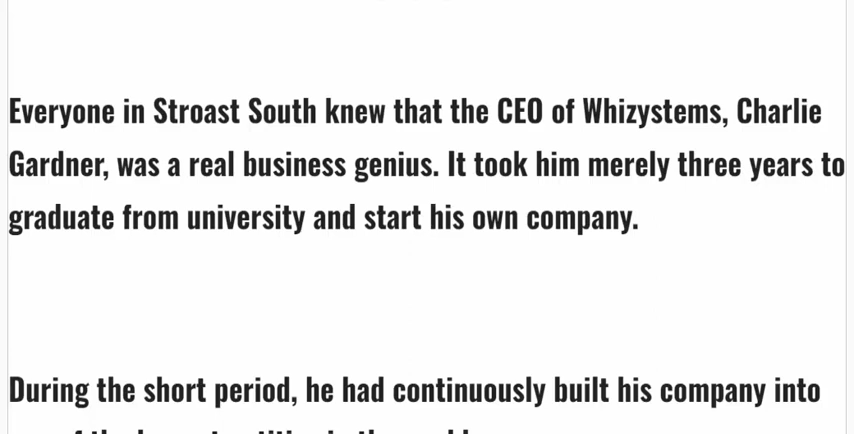 Everyone in Stroast South knew that the CEO of Whizystems, Charlie
Gardner, was a real business genius. It took him merely three years to
graduate from university and start his own company.
During the short period, he had continuously built his company into